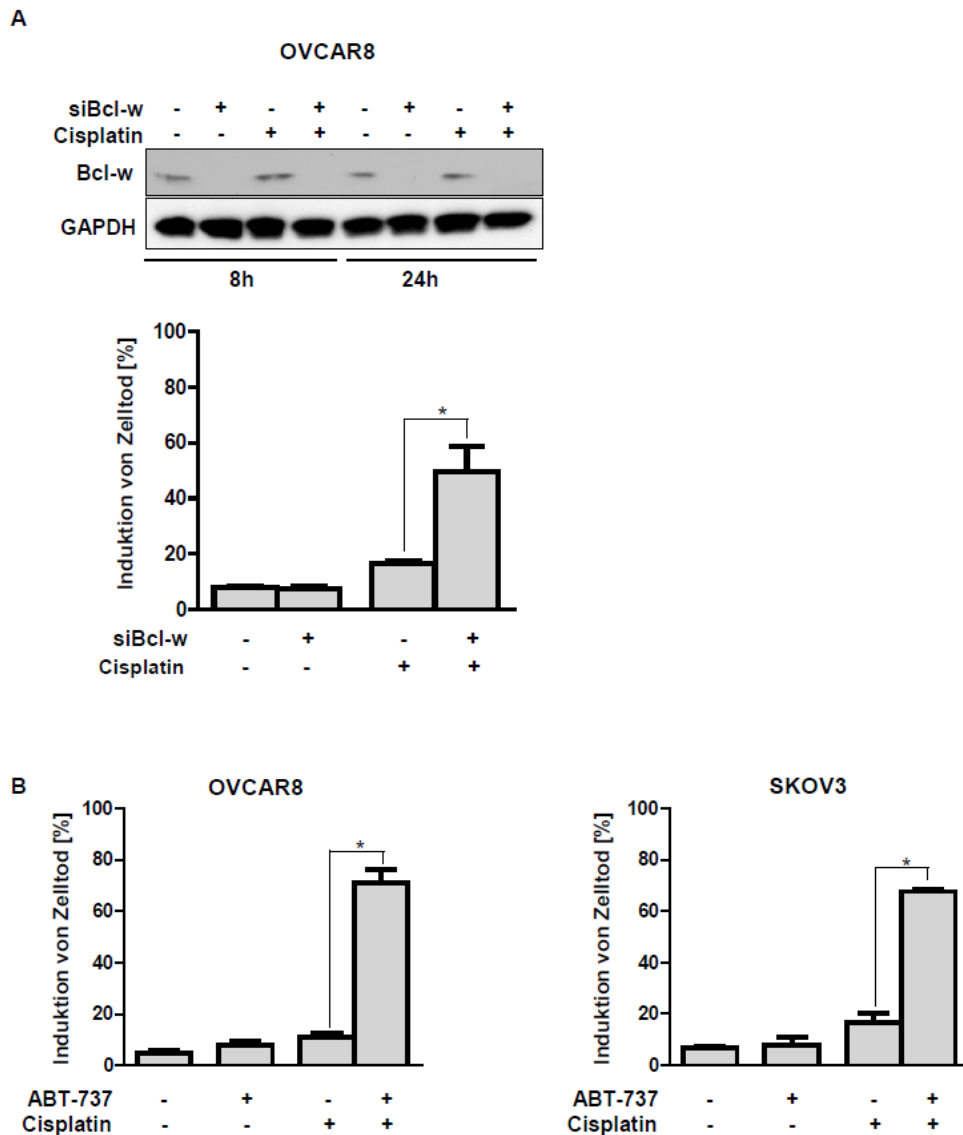 A
OVCAR8
siBcl-w - + - + - + - +
Cisplatin - - + + - - + +
Bcl-w
GAPDH
8h 24h
Induktion von Zelltod [%]
100
80
60
40
20
0
*
siBcl-w - + - +
Cisplatin - - + +
B
OVCAR8
Induktion von Zelltod [%]
100
80
60
40
20
0
*
ABT-737 - + - +
Cisplatin - - + +
SKOV3
Induktion von Zelltod [%]
100
80
60
40
20
0
*
ABT-737 - + - +
Cisplatin - - + +